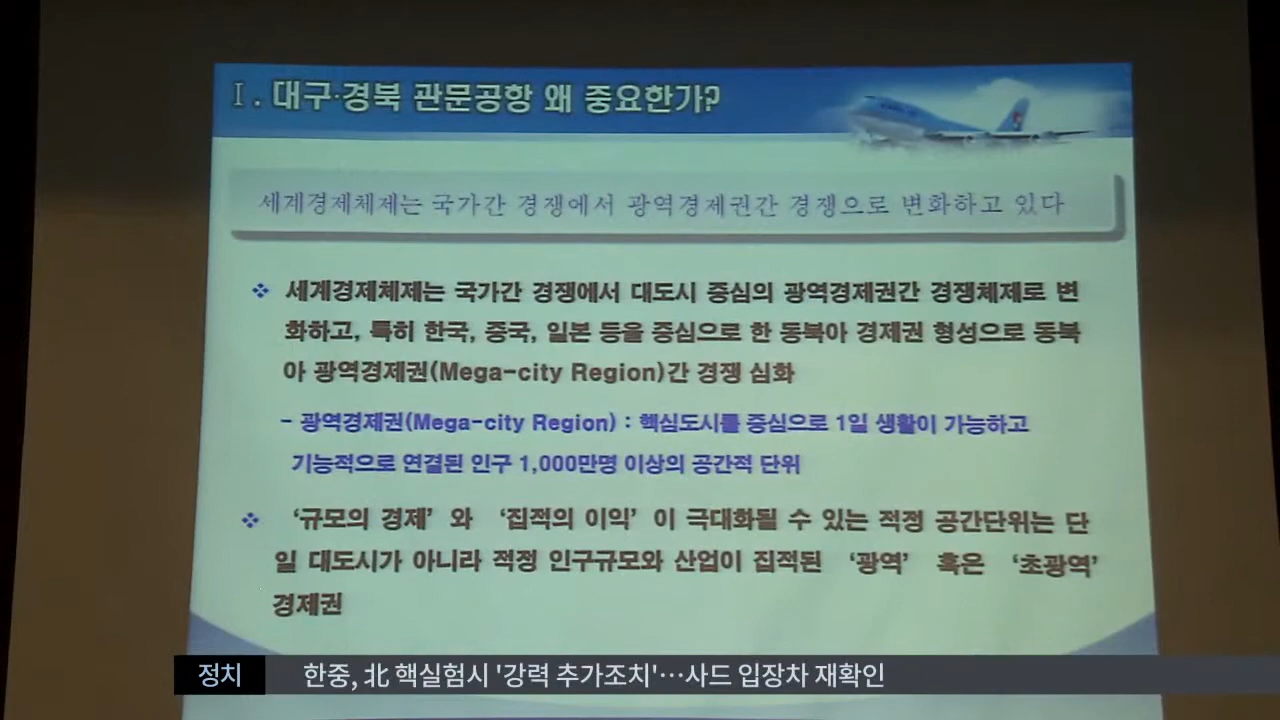 Ⅰ. 대구·경북 관문공항 왜 중요한가?
세계경제체제는 국가간 경쟁에서 광역경제권간 경쟁으로 변화하고 있다
❖ 세계경제체제는 국가간 경쟁에서 대도시 중심의 광역경제권간 경쟁체제로 변
화하고, 특히 한국, 중국, 일본 등을 중심으로 한 동북아 경제권 형성으로 동북
아 광역경제권(Mega-city Region)간 경쟁 심화
- 광역경제권(Mega-city Region) : 핵심도시를 중심으로 1일 생활이 가능하고
기능적으로 연결된 인구 1,000만명 이상의 공간적 단위
❖ ‘규모의 경제’ 와 ‘집적의 이익’ 이 극대화될 수 있는 적정 공간단위는 단
일 대도시가 아니라 적정 인구규모와 산업이 집적된 ‘광역’ 혹은 ‘초광역’
경제권
정치 한중, 北 핵실험시 '강력 추가조치'…사드 입장차 재확인